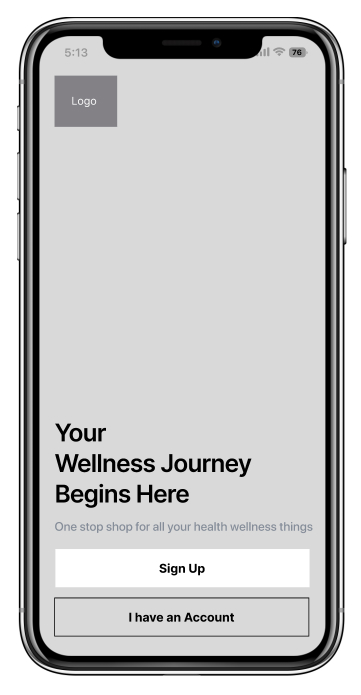 5:13
76
Logo
Your
Wellness Journey
Begins Here
One stop shop for all your health wellness things
Sign Up
I have an Account